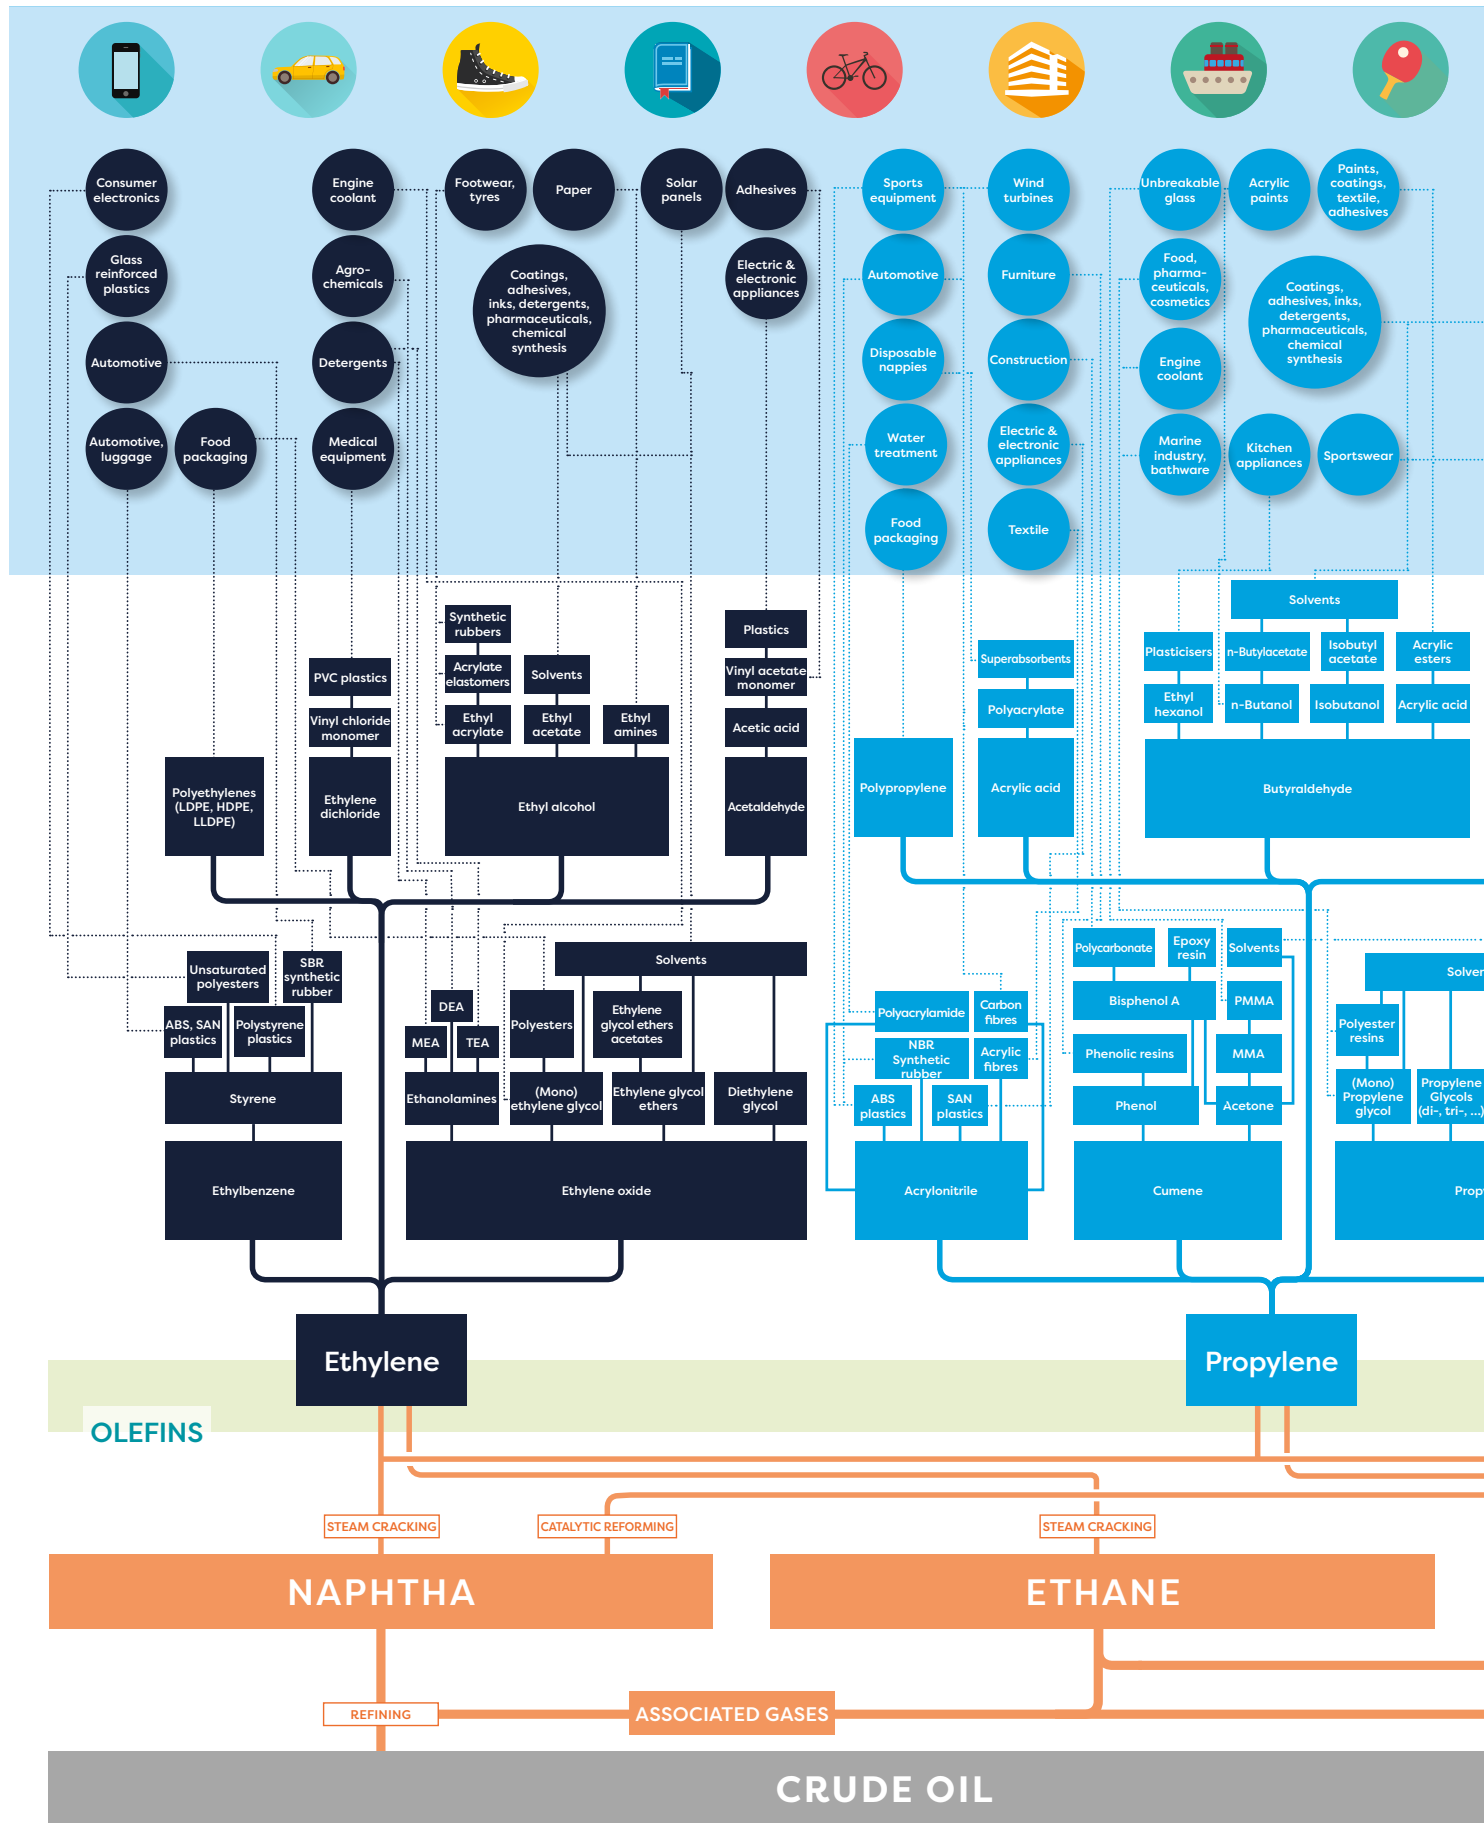 Consumer
electronics
Engine
coolant
Footwear,
tyres
Paper
Solar
panels
Adhesives
Sports
equipment
Wind
turbines
Unbreakable
glass
Acrylic
paints
Paints,
coatings,
textile,
adhesives
Glass
reinforced
plastics
Agro-
chemicals
Coatings,
adhesives,
inks, detergents,
pharmaceuticals,
chemical
synthesis
Electric &
electronic
appliances
Automotive
Furniture
Food,
pharma-
ceuticals,
cosmetics
Coatings,
adhesives, inks,
detergents,
pharmaceuticals,
chemical
synthesis
Automotive
Detergents
Disposable
nappies
Construction
Engine
coolant
Automotive,
luggage
Food
packaging
Medical
equipment
Water
treatment
Electric &
electronic
appliances
Marine
industry,
bathware
Kitchen
appliances
Sportswear
Food
packaging
Textile
Synthetic
rubbers
Plastics
Solvents
PVC plastics
Acrylate
elastomers
Solvents
Vinyl acetate
monomer
Superabsorbents
Plasticisers
n-Butylacetate
Isobutyl
acetate
Acrylic
esters
Vinyl chloride
monomer
Ethyl
acrylate
Ethyl
acetate
Ethyl
amines
Acetic acid
Polyacrylate
Ethyl
hexanol
n-Butanol
Isobutanol
Acrylic acid
Polyethylenes
(LDPE, HDPE,
LLDPE)
Ethylene
dichloride
Ethyl alcohol
Acetaldehyde
Polypropylene
Acrylic acid
Butyraldehyde
Unsaturated
polyesters
SBR
synthetic
rubber
Solvents
Polycarbonate
Epoxy
resin
Solvents
Solver
ABS, SAN
plastics
Polystyrene
plastics
DEA
MEA
TEA
Polyesters
Ethylene
glycol ethers
acetates
Polyacrylamide
Carbon
fibres
Bisphenol A
PMMA
Polyester
resins
NBR
Synthetic
rubber
Acrylic
fibres
Phenolic resins
MMA
Styrene
Ethanolamines
(Mono)
ethylene glycol
Ethylene glycol
ethers
Diethylene
glycol
ABS
plastics
SAN
plastics
Phenol
Acetone
(Mono)
Propylene
glycol
Propylene
Glycols
(di-, tri-, ...)
Ethylbenzene
Ethylene oxide
Acrylonitrile
Cumene
Prop
Ethylene
Propylene
OLEFINS
STEAM CRACKING
CATALYTIC REFORMING
STEAM CRACKING
NAPHTHA
ETHANE
REFINING
ASSOCIATED GASES
CRUDE OIL